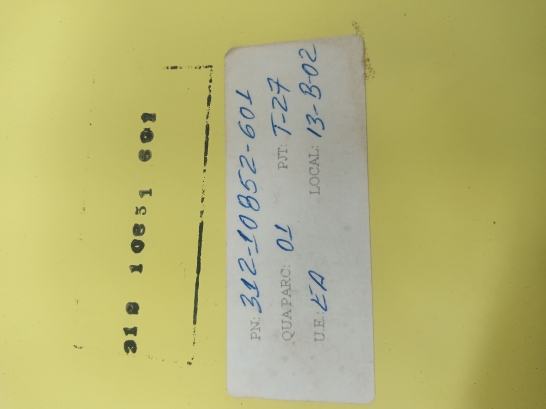 312 10851 601
PN: 312-10852-601
QUAPARC: 01 PJT: T-27
U.E.: EA LOCAL: 13-B-02